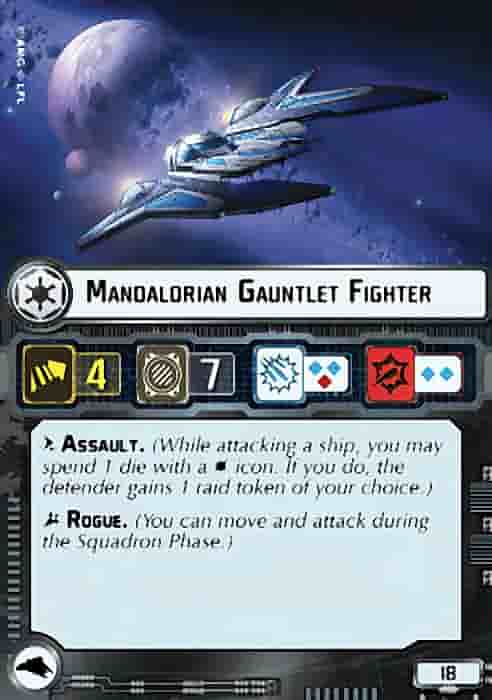 © AMG © LFL
MANDALORIAN GAUNTLET FIGHTER
4
7
ASSAULT. (While attacking a ship, you may
spend 1 die with a icon. If you do, the
defender gains 1 raid token of your choice.)
ROGUE. (You can move and attack during
the Squadron Phase.)
18